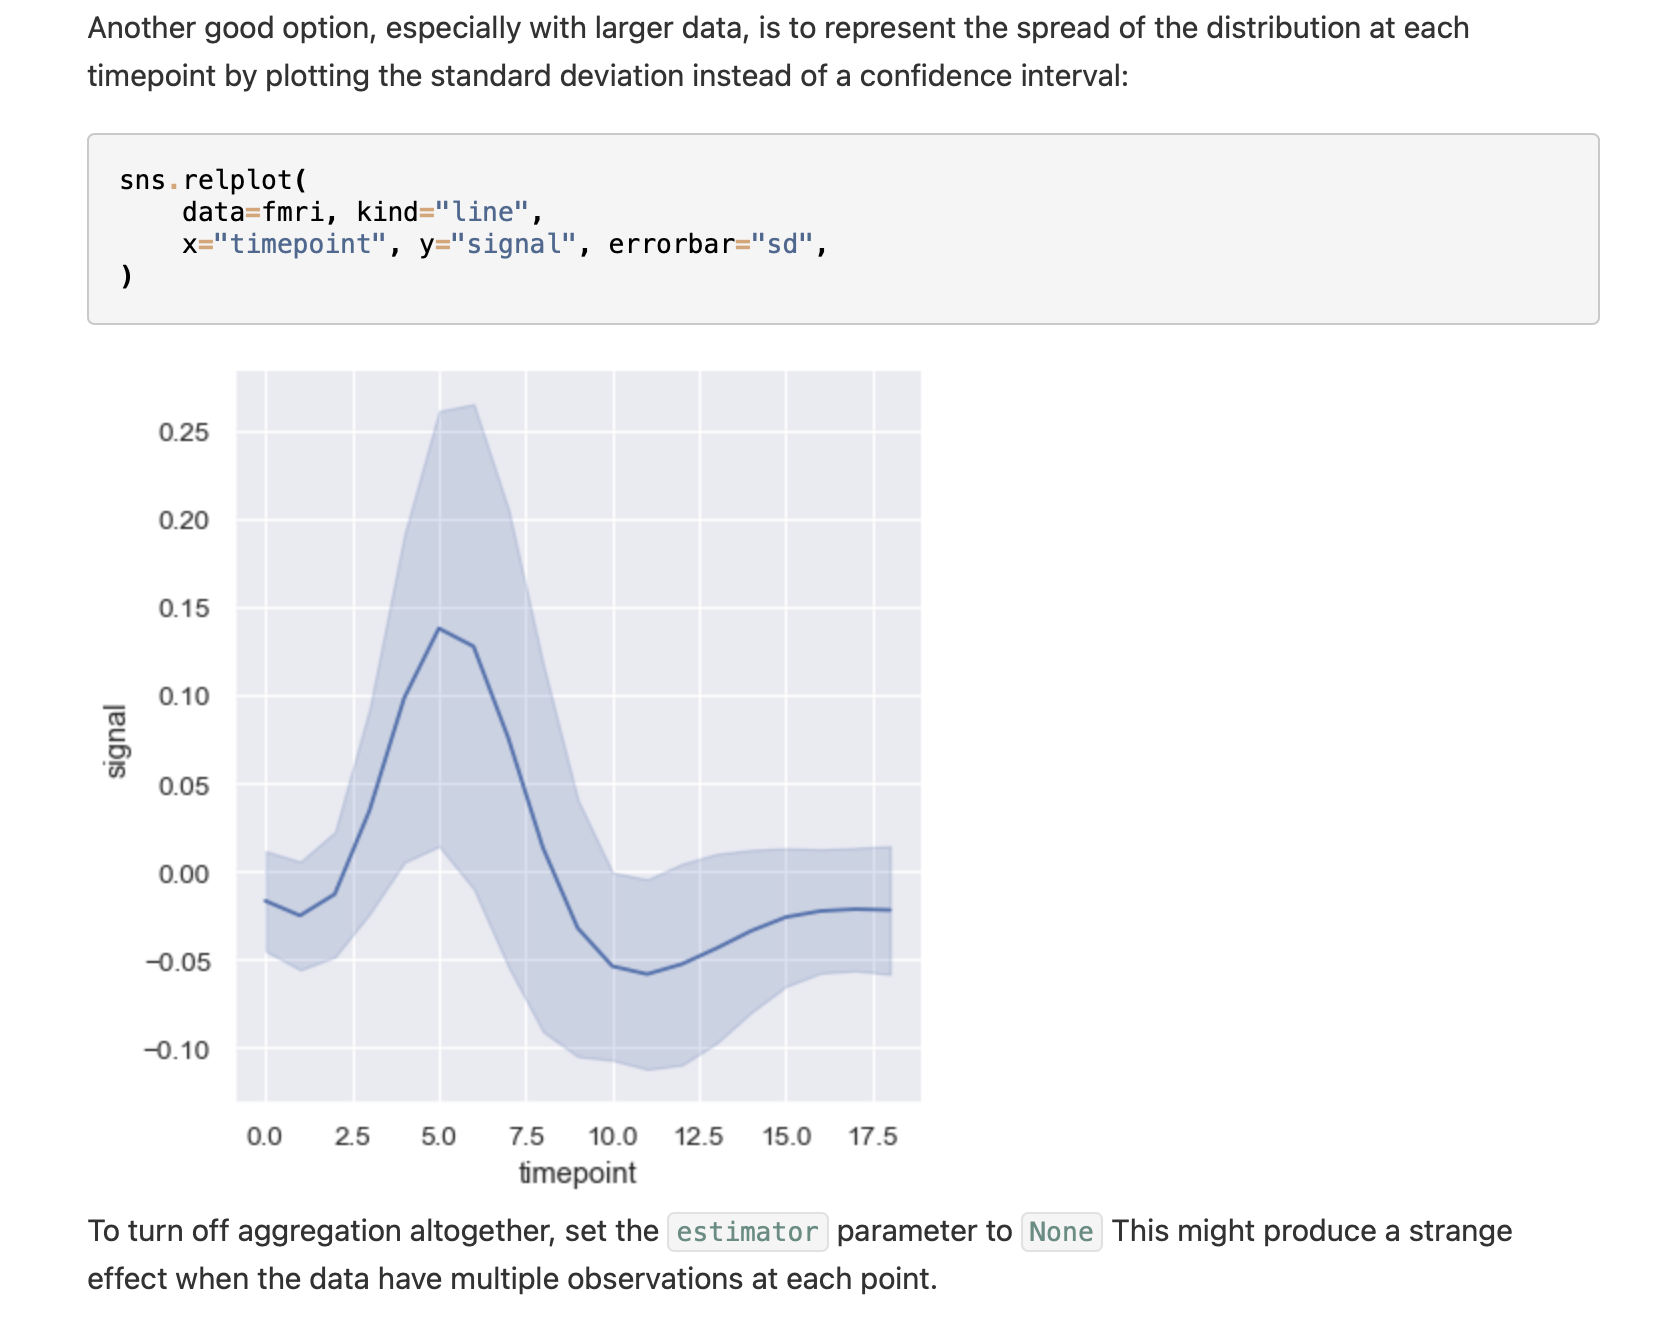 Another good option, especially with larger data, is to represent the spread of the distribution at each
timepoint by plotting the standard deviation instead of a confidence interval:
sns.relplot(
    data=fmri, kind="line",
    x="timepoint", y="signal", errorbar="sd",
)
0.25
0.20
0.15
0.10
0.05
0.00
−0.05
−0.10
signal
0.0 2.5 5.0 7.5 10.0 12.5 15.0 17.5
timepoint
To turn off aggregation altogether, set the estimator parameter to None This might produce a strange
effect when the data have multiple observations at each point.